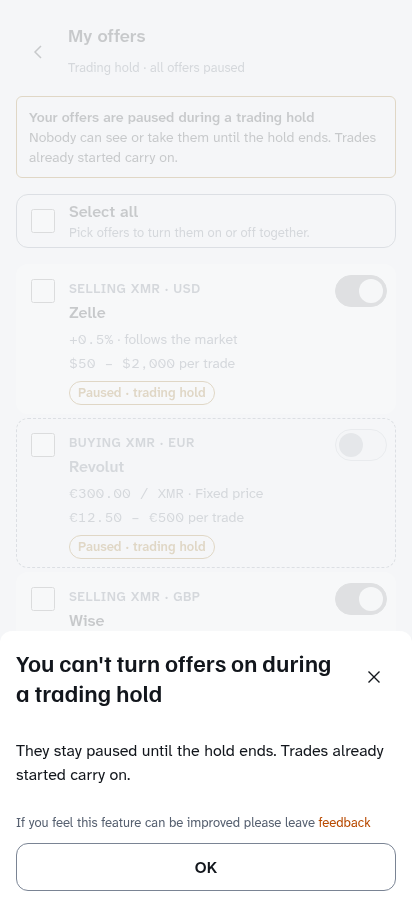 My offers
Trading hold · all offers paused
Your offers are paused during a trading hold
Nobody can see or take them until the hold ends. Trades
already started carry on.
Select all
Pick offers to turn them on or off together.
SELLING XMR · USD
Zelle
+0.5% · follows the market
$50 – $2,000 per trade
Paused · trading hold
BUYING XMR · EUR
Revolut
€300.00 / XMR · Fixed price
€12.50 – €500 per trade
Paused · trading hold
SELLING XMR · GBP
Wise
You can't turn offers on during
a trading hold
They stay paused until the hold ends. Trades already
started carry on.
If you feel this feature can be improved please leave feedback
OK